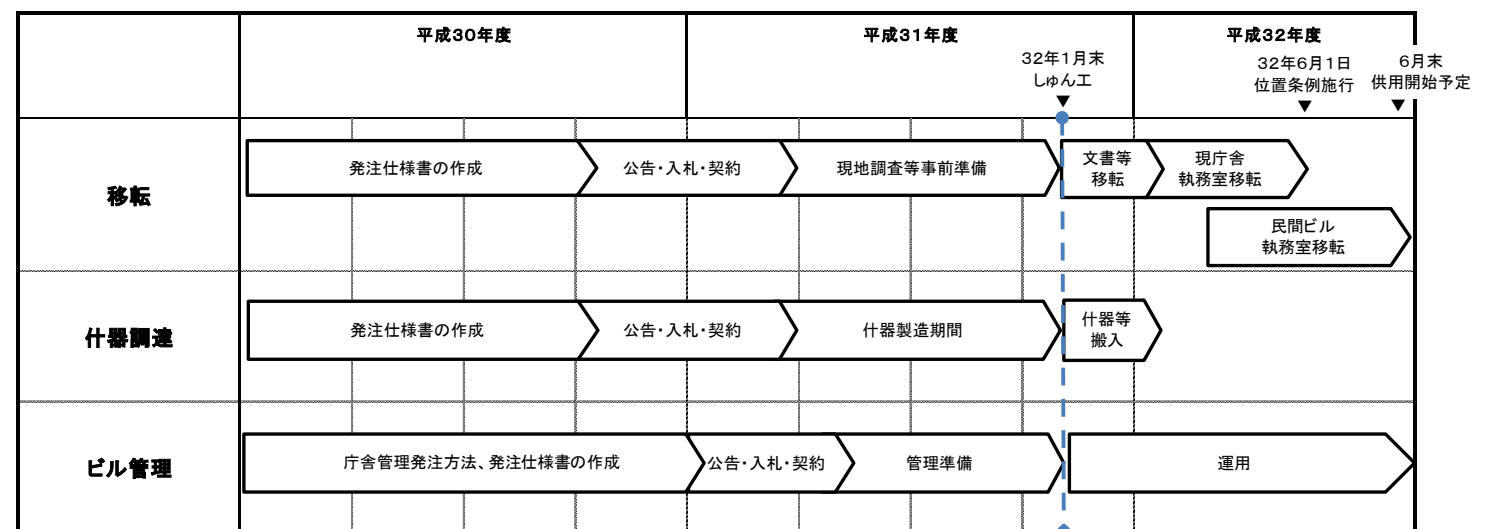 平成30年度
平成31年度
平成32年度
32年1月末
しゅん工
▼
32年6月1日
位置条例施行
▼
6月末
供用開始予定
▼
移転
発注仕様書の作成
公告・入札・契約
現地調査等事前準備
文書等
移転
現庁舎
執務室移転
民間ビル
執務室移転
什器調達
発注仕様書の作成
公告・入札・契約
什器製造期間
什器等
搬入
ビル管理
庁舎管理発注方法、発注仕様書の作成
公告・入札・契約
管理準備
運用